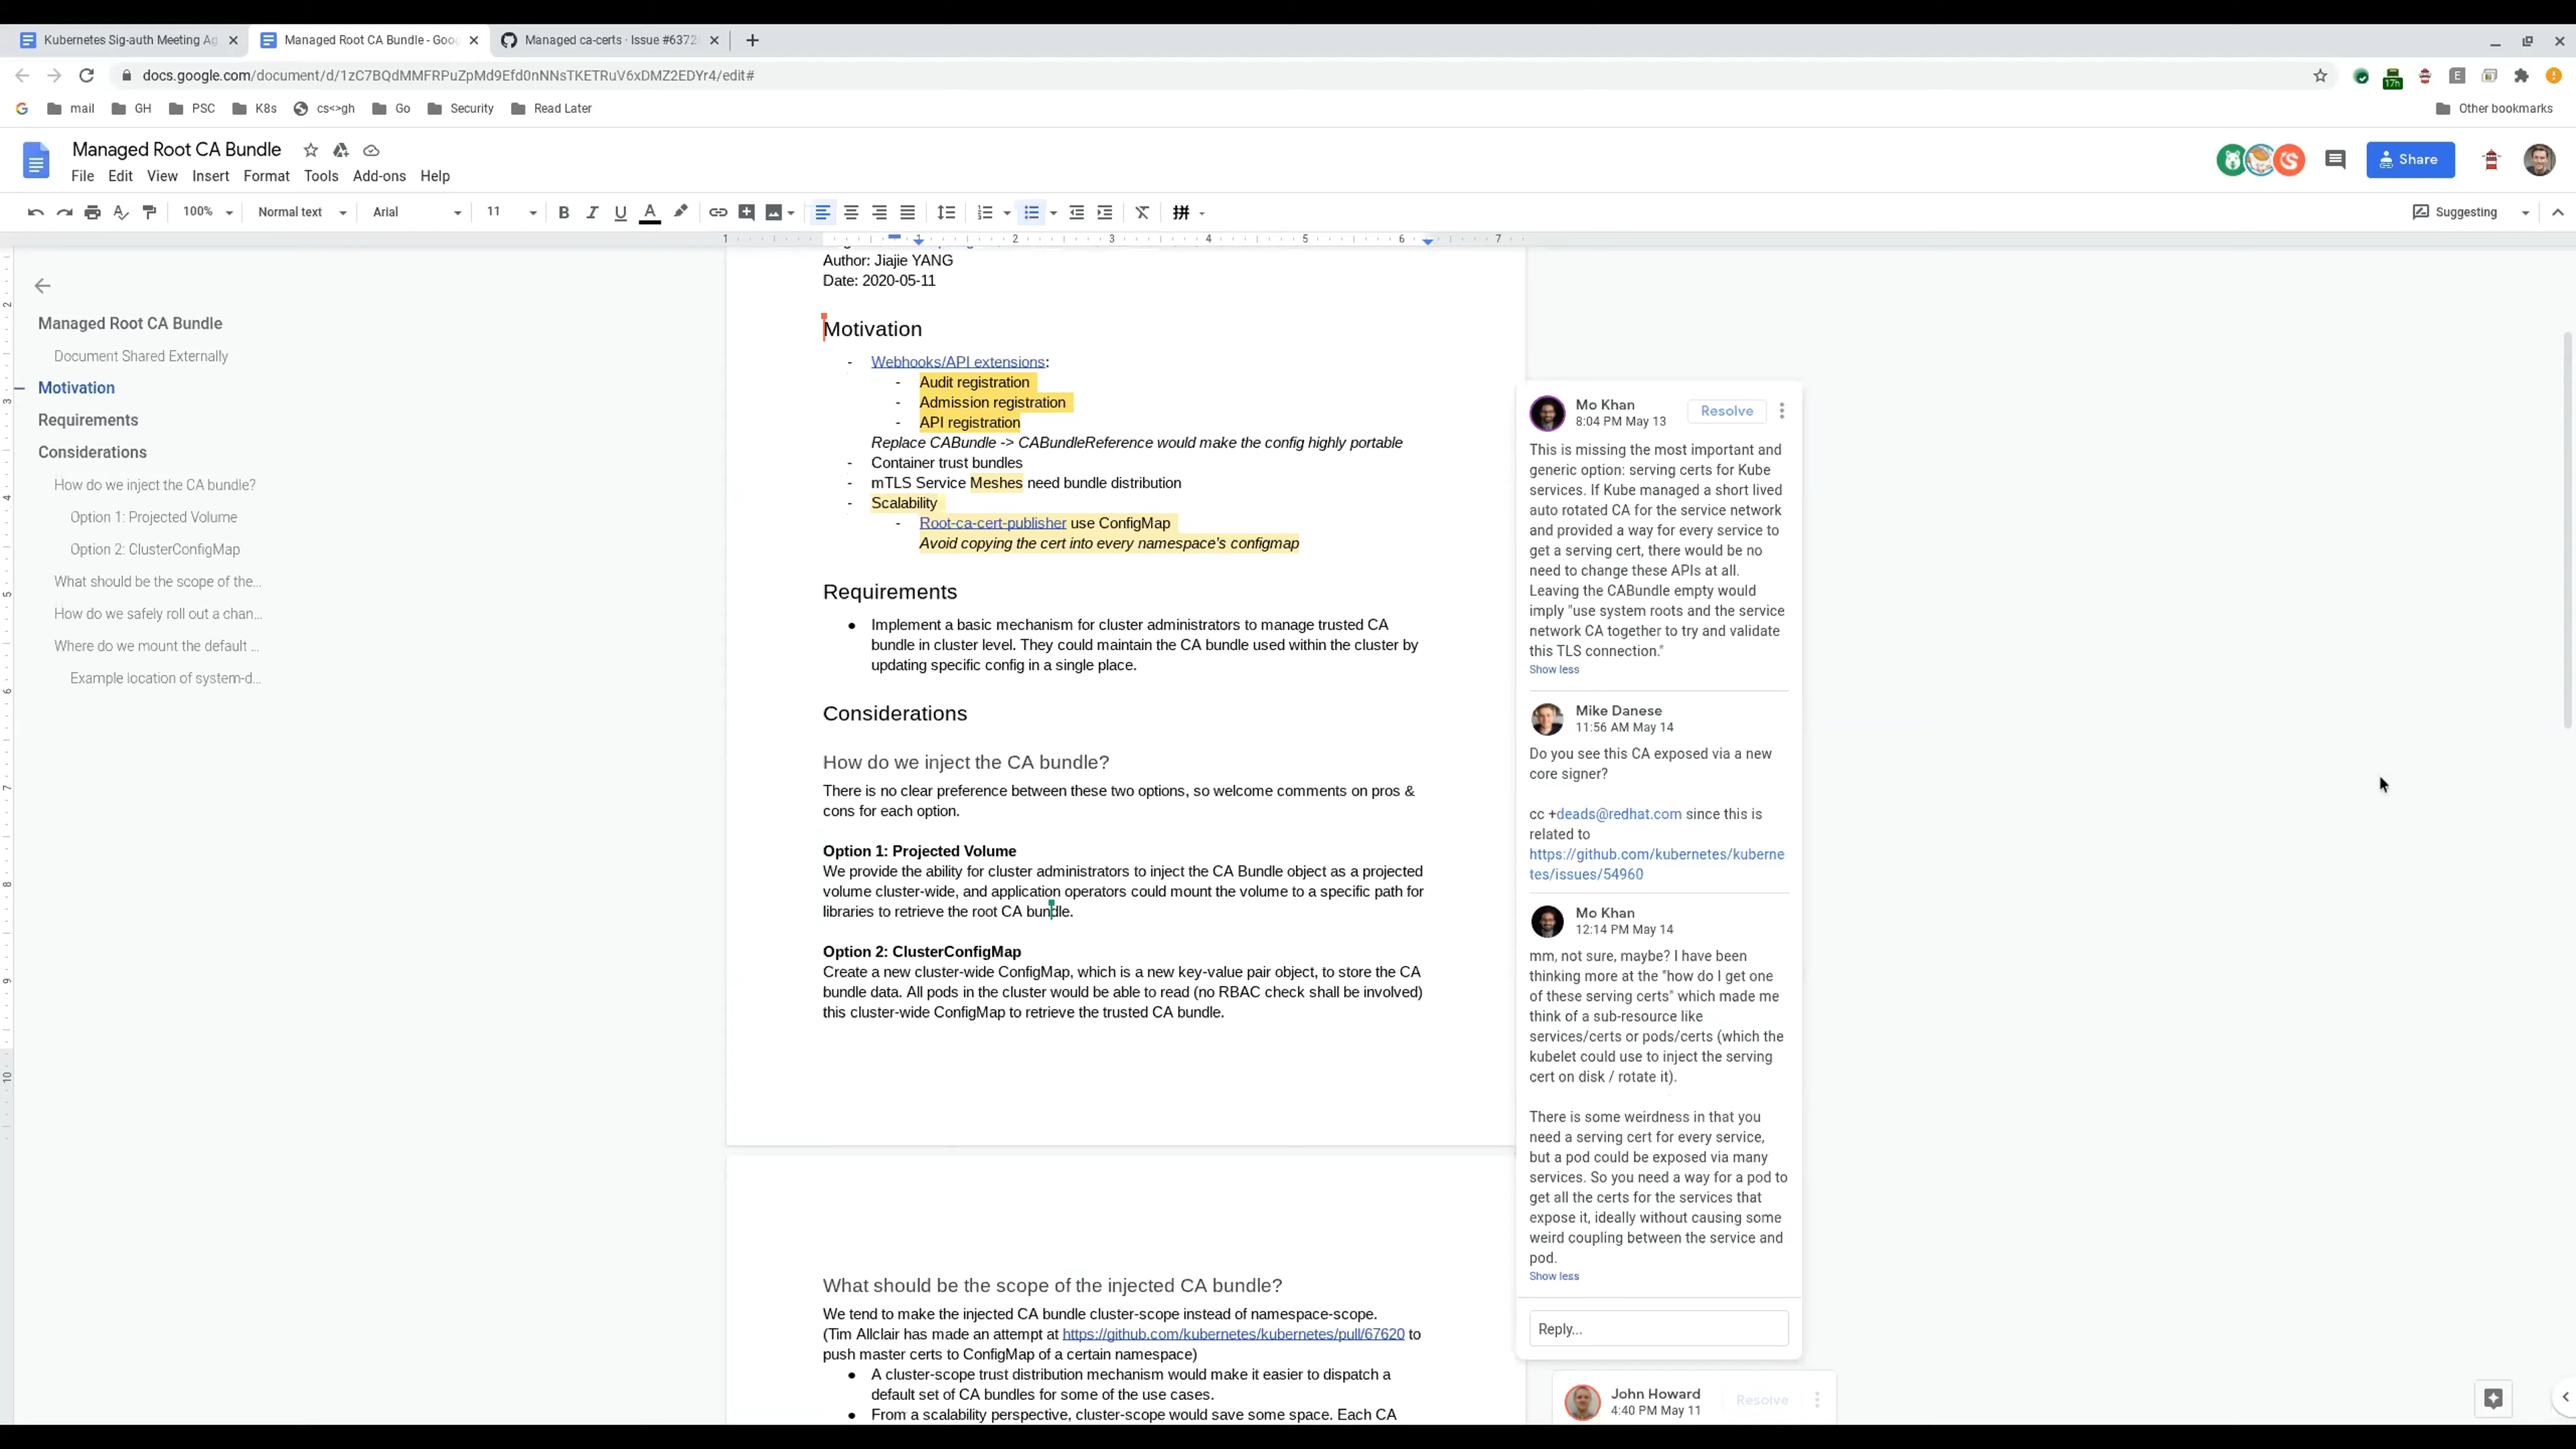 Kubernetes Sig-auth Meeting Ag
Managed Root CA Bundle - Goo
Managed ca-certs · Issue #6372
docs.google.com/document/d/1zC7BQdMMFRPuZpMd9Efd0nNNsTKETRuV6xDMZ2EDYr4/edit#
17h
mail
GH
PSC
K8s
cs<>gh
Go
Security
Read Later
Other bookmarks
Managed Root CA Bundle
File Edit View Insert Format Tools Add-ons Help
Share
100%
Normal text
Arial
11
Suggesting
1 1 2 3 4 5 6 7
Managed Root CA Bundle
Document Shared Externally
Motivation
Requirements
Considerations
How do we inject the CA bundle?
Option 1: Projected Volume
Option 2: ClusterConfigMap
What should be the scope of the...
How do we safely roll out a chan...
Where do we mount the default ...
Example location of system-d...
2
3
4
5
6
7
8
9
10
Author: Jiajie YANG
Date: 2020-05-11
Motivation
- Webhooks/API extensions:
- Audit registration
- Admission registration
- API registration
Replace CABundle -> CABundleReference would make the config highly portable
- Container trust bundles
- mTLS Service Meshes need bundle distribution
- Scalability
- Root-ca-cert-publisher use ConfigMap
Avoid copying the cert into every namespace's configmap
Requirements
● Implement a basic mechanism for cluster administrators to manage trusted CA
bundle in cluster level. They could maintain the CA bundle used within the cluster by
updating specific config in a single place.
Considerations
How do we inject the CA bundle?
There is no clear preference between these two options, so welcome comments on pros &
cons for each option.
Option 1: Projected Volume
We provide the ability for cluster administrators to inject the CA Bundle object as a projected
volume cluster-wide, and application operators could mount the volume to a specific path for
libraries to retrieve the root CA bundle.
Option 2: ClusterConfigMap
Create a new cluster-wide ConfigMap, which is a new key-value pair object, to store the CA
bundle data. All pods in the cluster would be able to read (no RBAC check shall be involved)
this cluster-wide ConfigMap to retrieve the trusted CA bundle.
What should be the scope of the injected CA bundle?
We tend to make the injected CA bundle cluster-scope instead of namespace-scope.
(Tim Allclair has made an attempt at https://github.com/kubernetes/kubernetes/pull/67620 to
push master certs to ConfigMap of a certain namespace)
● A cluster-scope trust distribution mechanism would make it easier to dispatch a
default set of CA bundles for some of the use cases.
● From a scalability perspective, cluster-scope would save some space. Each CA
Mo Khan
8:04 PM May 13
Resolve
This is missing the most important and
generic option: serving certs for Kube
services. If Kube managed a short lived
auto rotated CA for the service network
and provided a way for every service to
get a serving cert, there would be no
need to change these APIs at all.
Leaving the CABundle empty would
imply "use system roots and the service
network CA together to try and validate
this TLS connection."
Show less
Mike Danese
11:56 AM May 14
Do you see this CA exposed via a new
core signer?
cc +deads@redhat.com since this is
related to
https://github.com/kubernetes/kuberne
tes/issues/54960
Mo Khan
12:14 PM May 14
mm, not sure, maybe? I have been
thinking more at the "how do I get one
of these serving certs" which made me
think of a sub-resource like
services/certs or pods/certs (which the
kubelet could use to inject the serving
cert on disk / rotate it).
There is some weirdness in that you
need a serving cert for every service,
but a pod could be exposed via many
services. So you need a way for a pod to
get all the certs for the services that
expose it, ideally without causing some
weird coupling between the service and
pod.
Show less
Reply...
John Howard
4:40 PM May 11
Resolve